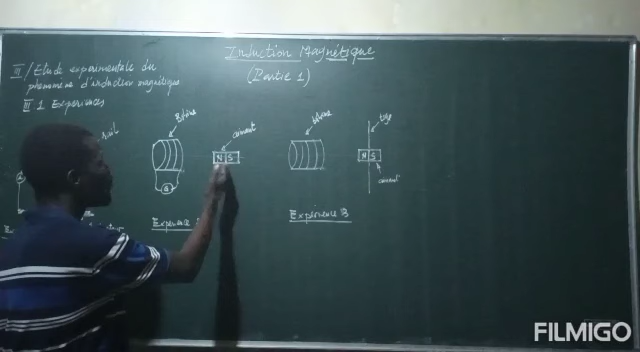 Induction Magnétique
(Partie 1)
III / Etude expérimentale du
phénomène d'induction magnétique
III 1 Expériences
Bobine
aimant
bobine
tige
N S
G
N S
aimant
Expérience
Expérience B
FILMIGO